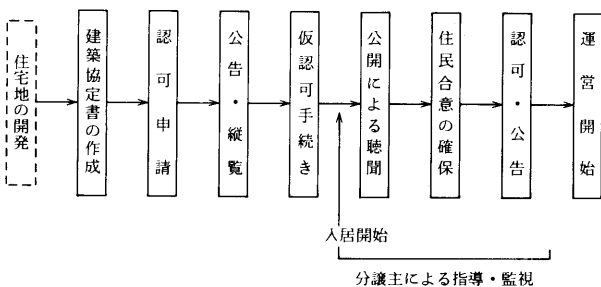 住宅地の開発
建築協定書の作成
認可申請
公告・縦覧
仮認可手続き
公開による聴聞
住民合意の確保
認可・公告
運営開始
入居開始
分譲主による指導・監視